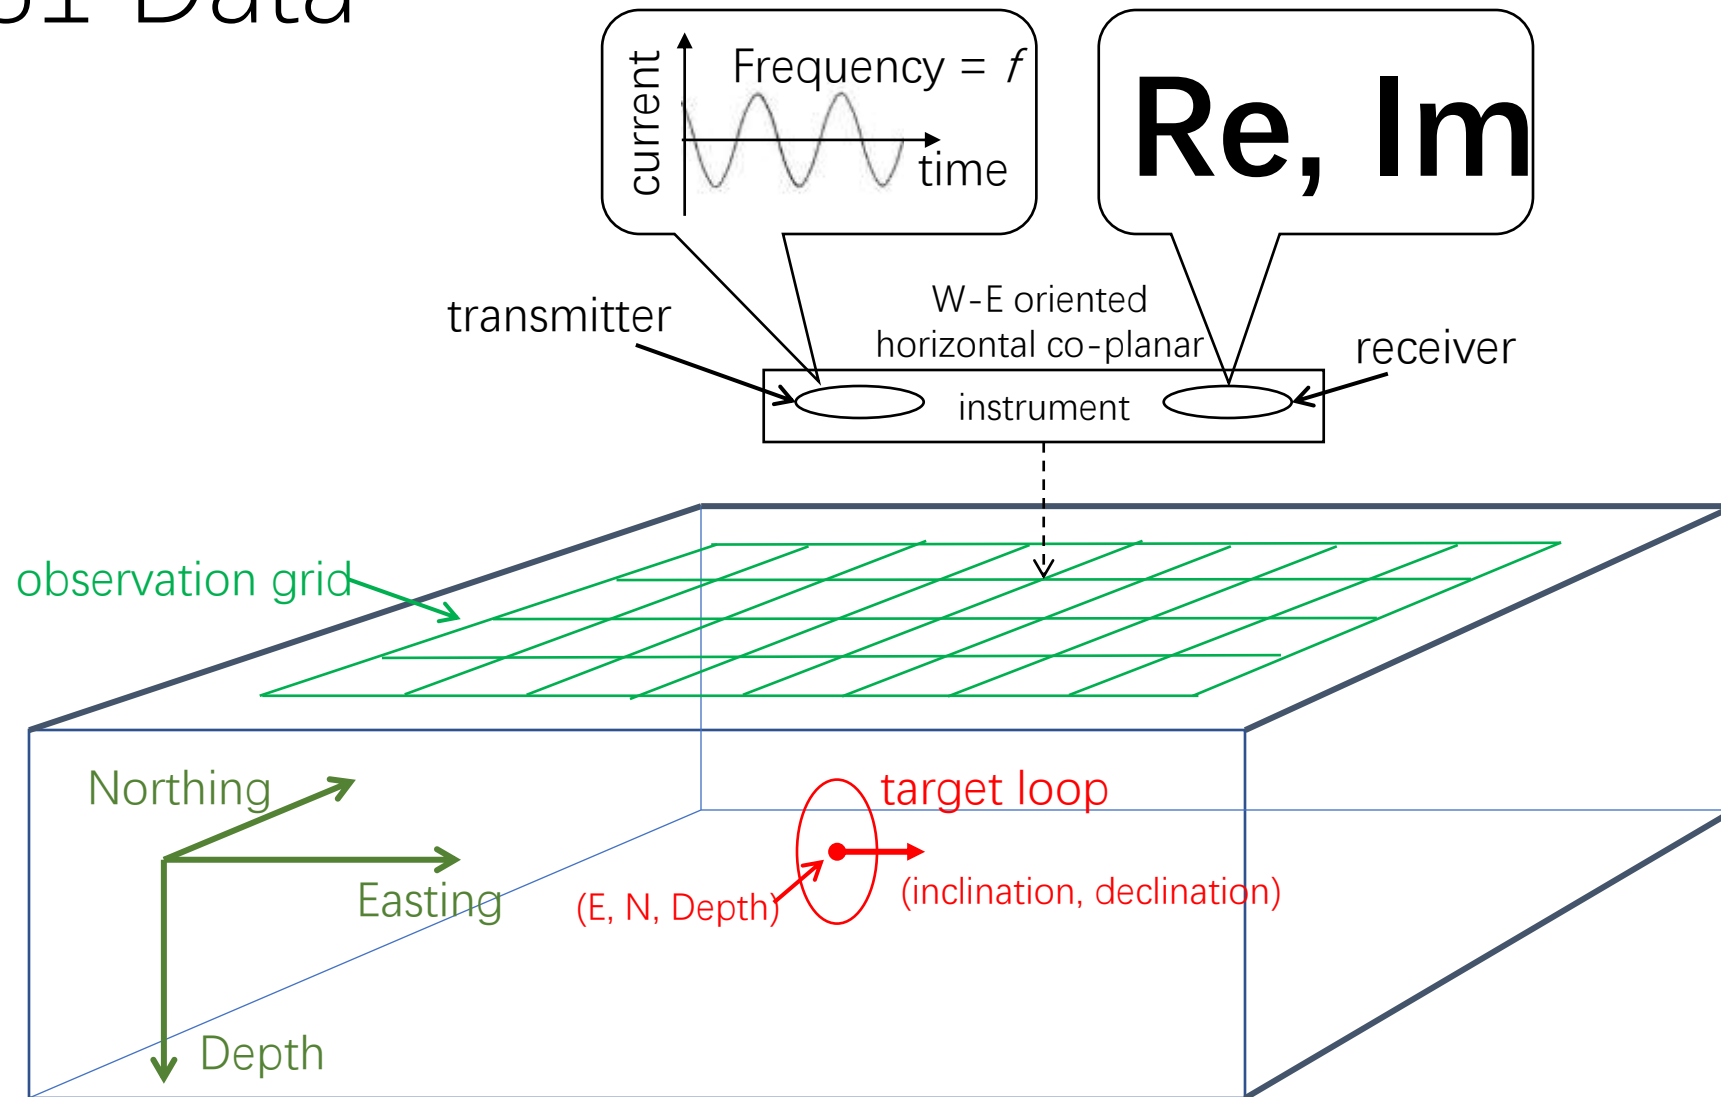 Data
current
Frequency = f
time
Re, Im
transmitter
W-E oriented
horizontal co-planar
receiver
instrument
observation grid
Northing
Easting
Depth
target loop
(E, N, Depth)
(inclination, declination)